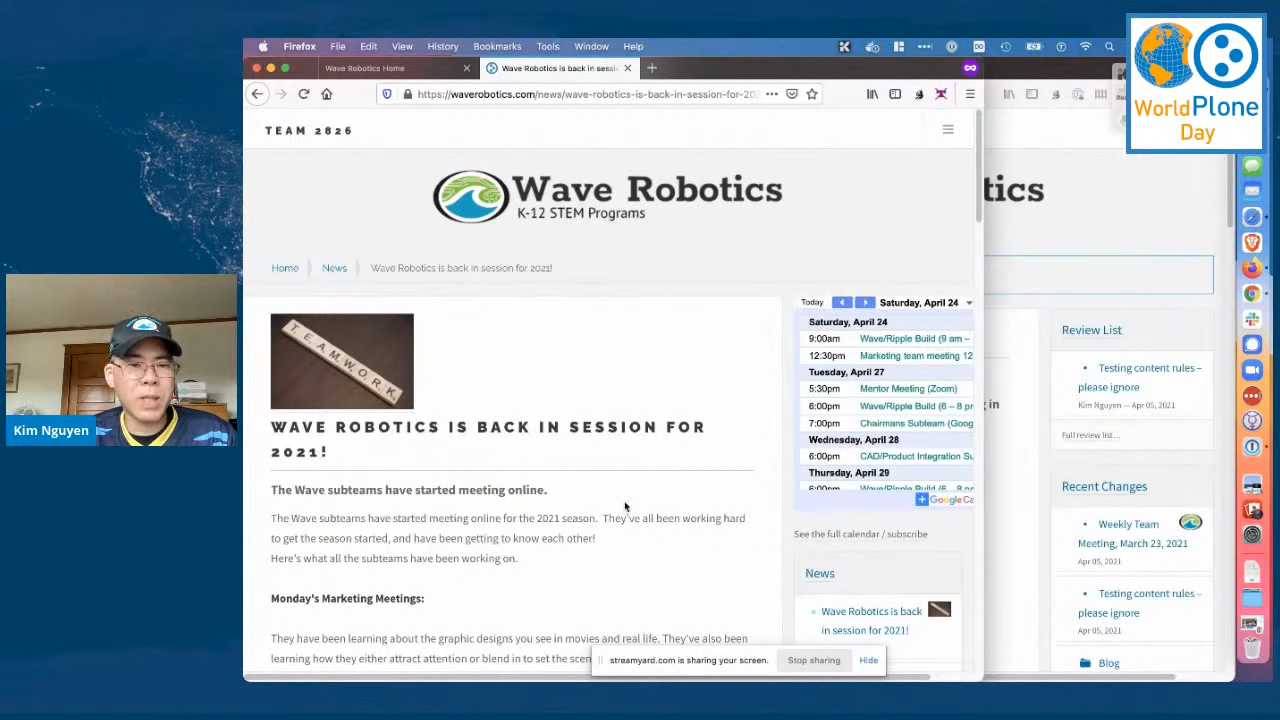 Firefox File Edit View History Bookmarks Tools Window Help
WorldPlone
Day
Wave Robotics Home
Wave Robotics is back in sessi
https://waverobotics.com/news/wave-robotics-is-back-in-session-for-20
TEAM 2826
Wave Robotics
K-12 STEM Programs
tics
Home
News
Wave Robotics is back in session for 2021!
TEAMWORK
WAVE ROBOTICS IS BACK IN SESSION FOR
2021!
The Wave subteams have started meeting online.
The Wave subteams have started meeting online for the 2021 season. They've all been working hard
to get the season started, and have been getting to know each other!
Here's what all the subteams have been working on.
Monday's Marketing Meetings:
They have been learning about the graphic designs you see in movies and real life. They've also been
learning how they either attract attention or blend in to set the scen
Today
Saturday, April 24
Saturday, April 24
9:00am Wave/Ripple Build (9 am –
12:30pm Marketing team meeting 12
Tuesday, April 27
5:30pm Mentor Meeting (Zoom)
6:00pm Wave/Ripple Build (6 – 8 pr
7:00pm Chairmans Subteam (Goog
Wednesday, April 28
6:00pm CAD/Product Integration Su
Thursday, April 29
6:00pm Wave/Ripple Build (6 – 8 p
GoogleCa
See the full calendar / subscribe
News
Wave Robotics is back
in session for 2021!
in
Review List
Testing content rules –
please ignore
Kim Nguyen — Apr 05, 2021
Full review list...
Recent Changes
Weekly Team
Meeting, March 23, 2021
Apr 05, 2021
Testing content rules –
please ignore
Apr 05, 2021
Blog
streamyard.com is sharing your screen.
Stop sharing
Hide
Kim Nguyen